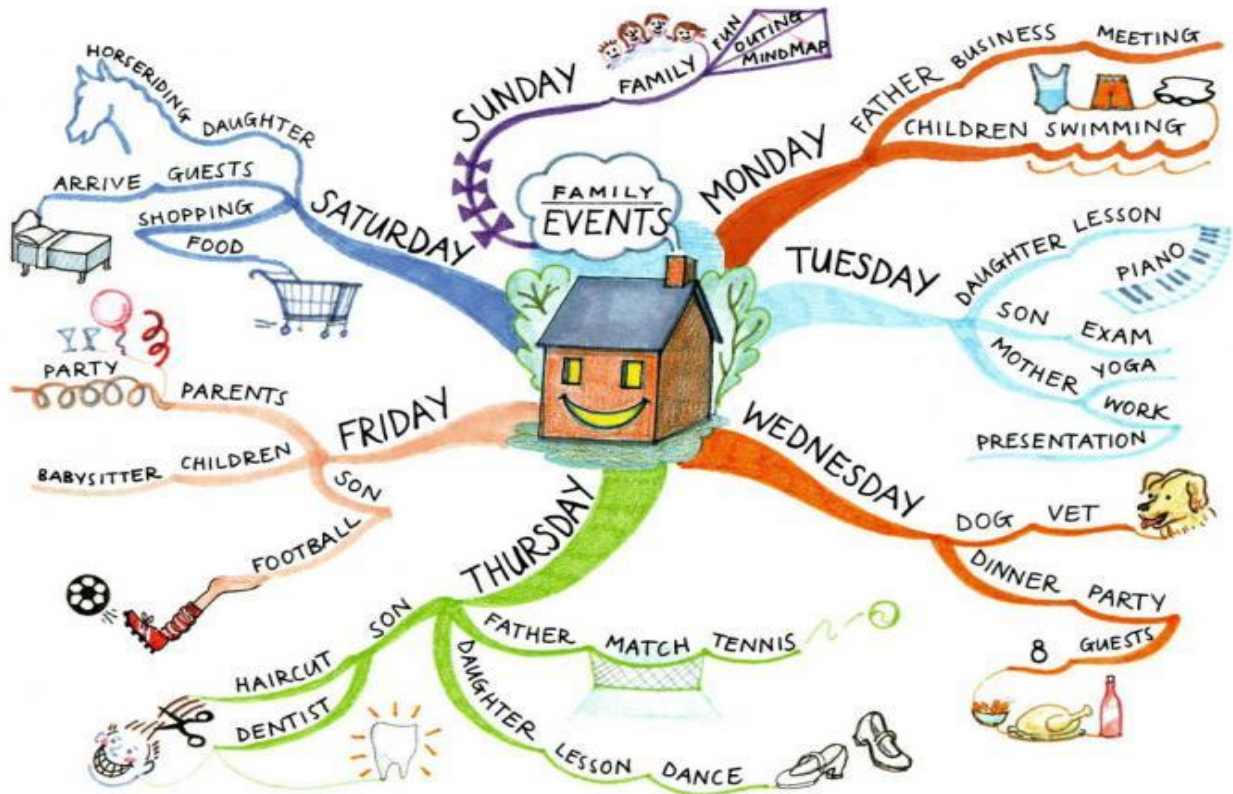 FAMILY
EVENTS
MONDAY
FATHER BUSINESS MEETING
CHILDREN SWIMMING
TUESDAY
DAUGHTER LESSON
PIANO
SON EXAM
MOTHER YOGA
WORK
PRESENTATION
WEDNESDAY
DOG VET
DINNER PARTY
8 GUESTS
THURSDAY
FATHER MATCH TENNIS
DAUGHTER LESSON DANCE
SON
HAIRCUT
DENTIST
FRIDAY
PARENTS
PARTY
CHILDREN
BABYSITTER
SON
FOOTBALL
SATURDAY
DAUGHTER
HORSERIDING
GUESTS
ARRIVE
SHOPPING
FOOD
SUNDAY
FAMILY
FUN
OUTING
MINDMAP